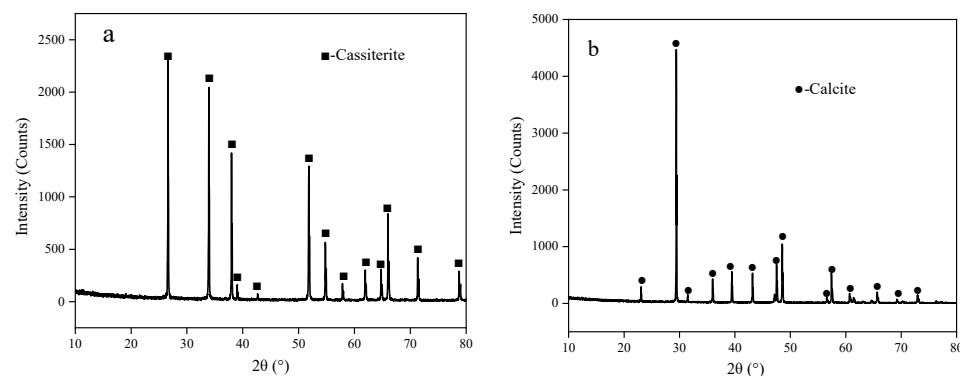 a
■-Cassiterite
Intensity (Counts)
2500
2000
1500
1000
500
0
10 20 30 40 50 60 70 80
2θ (°)
b
●-Calcite
Intensity (Counts)
5000
4000
3000
2000
1000
0
10 20 30 40 50 60 70 80
2θ (°)